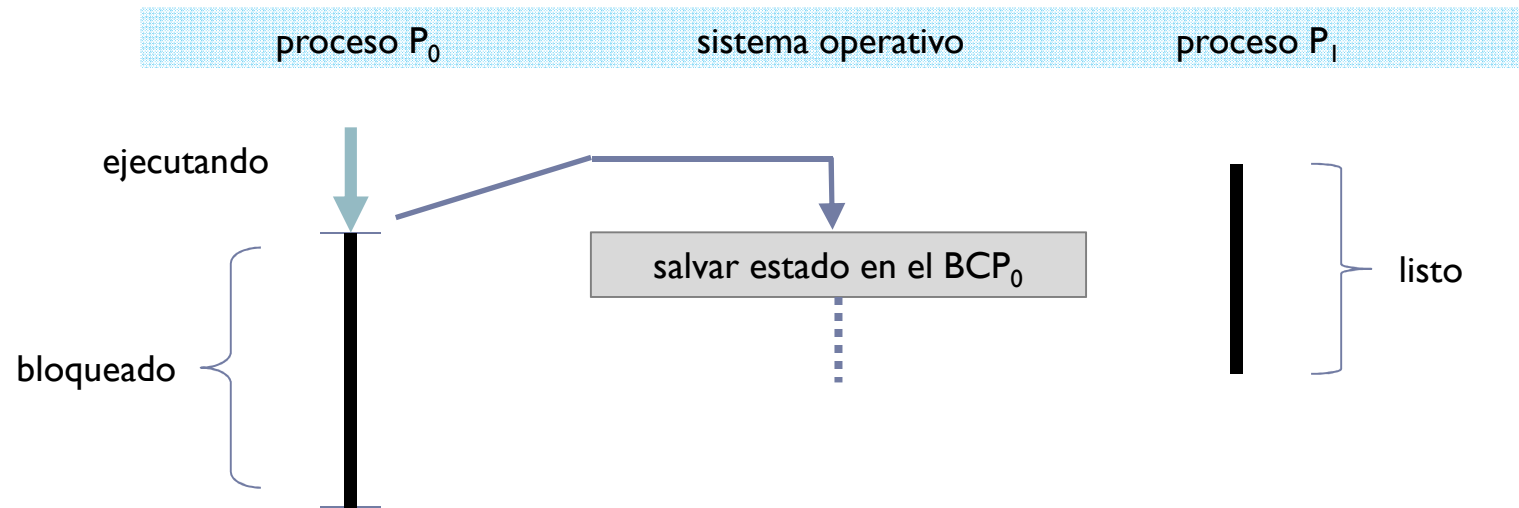 proceso P₀ sistema operativo proceso P₁
ejecutando
salvar estado en el BCP₀
listo
bloqueado